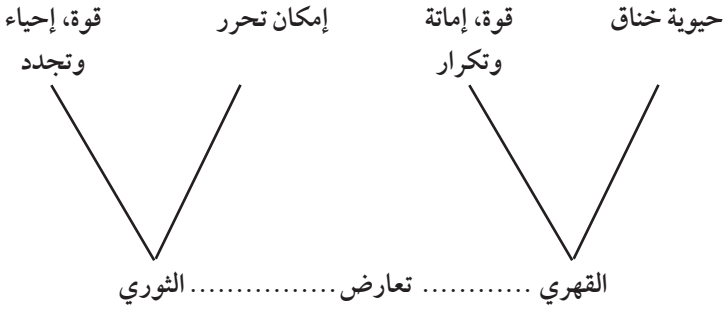 حيوية خناق قوة، إماتة إمكان تحرر قوة، إحياء
وتكرار وتجدد
القهري ............ تعارض ................ الثوري